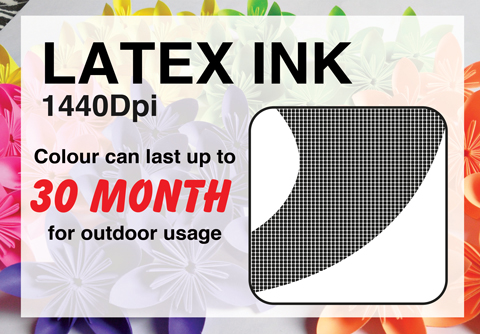 LATEX INK
1440Dpi
Colour can last up to
30 MONTH
for outdoor usage